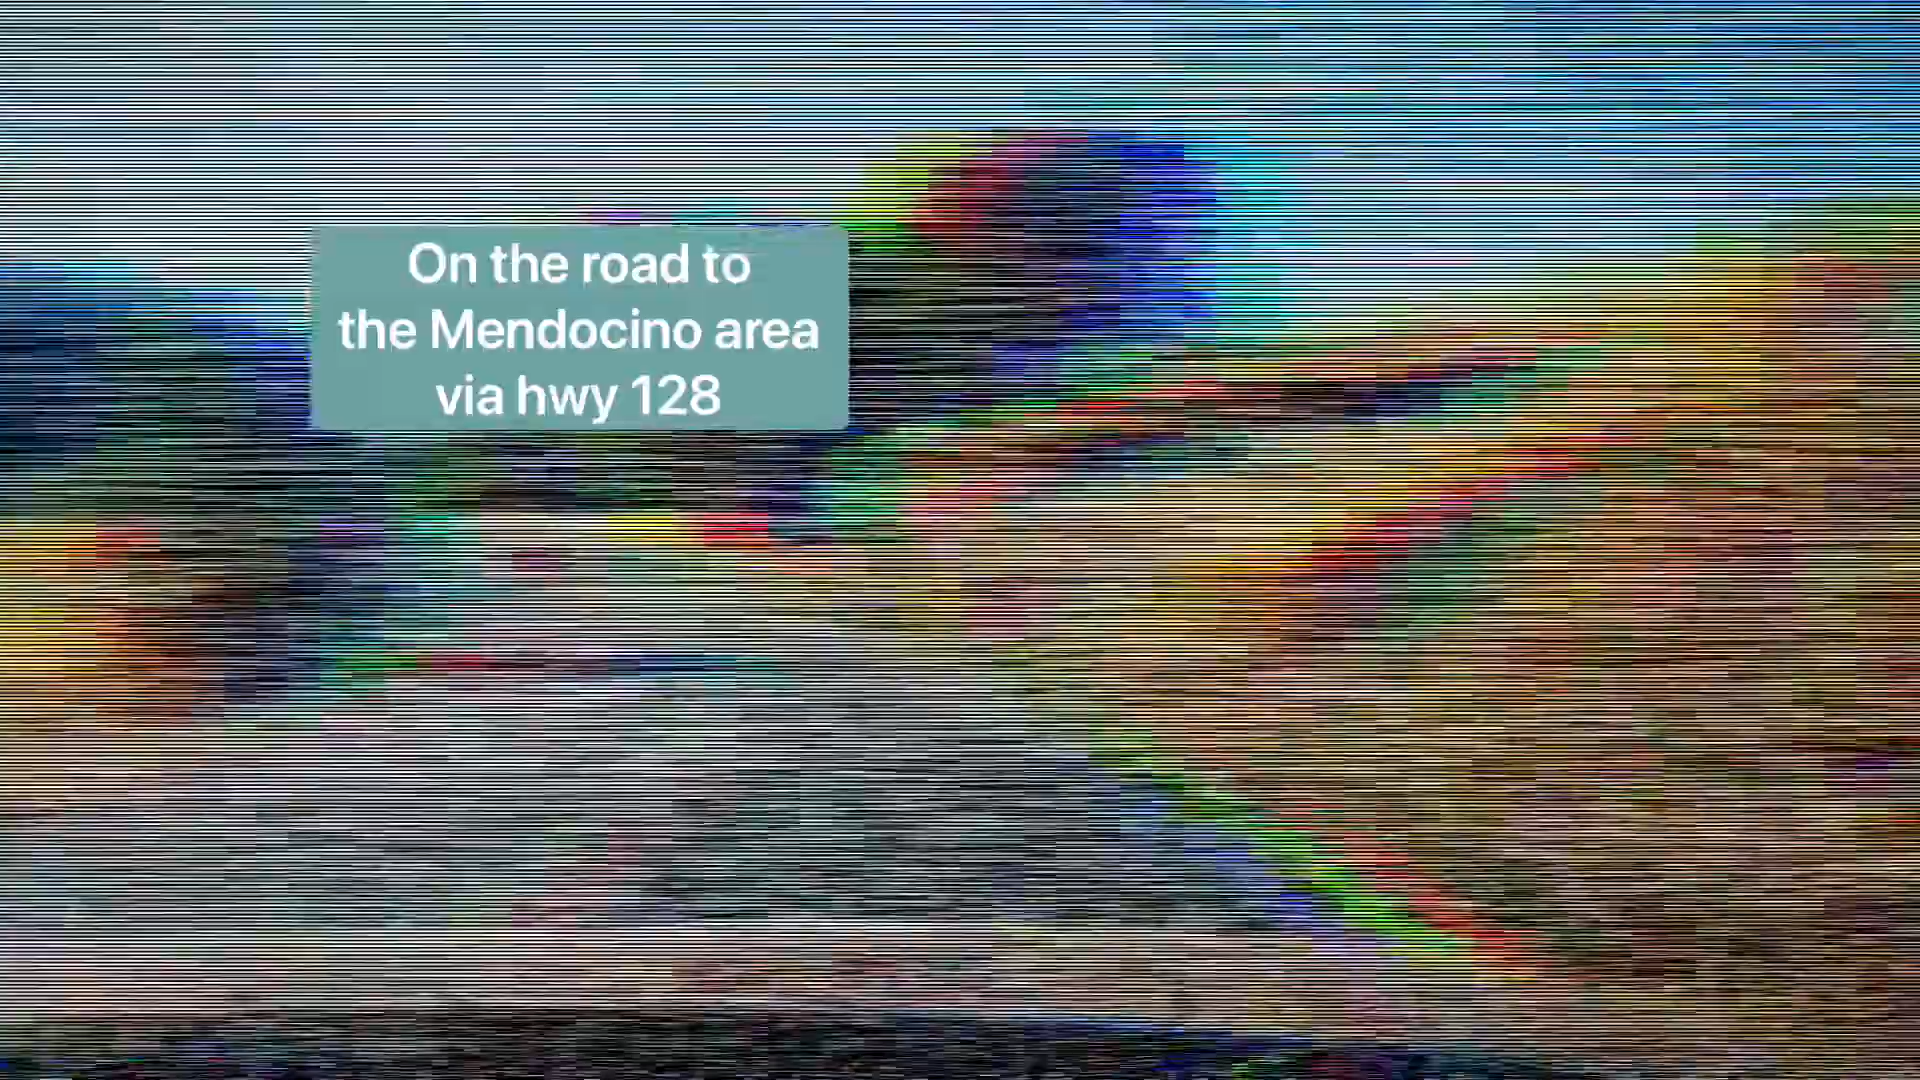 On the road to
the Mendocino area
via hwy 128